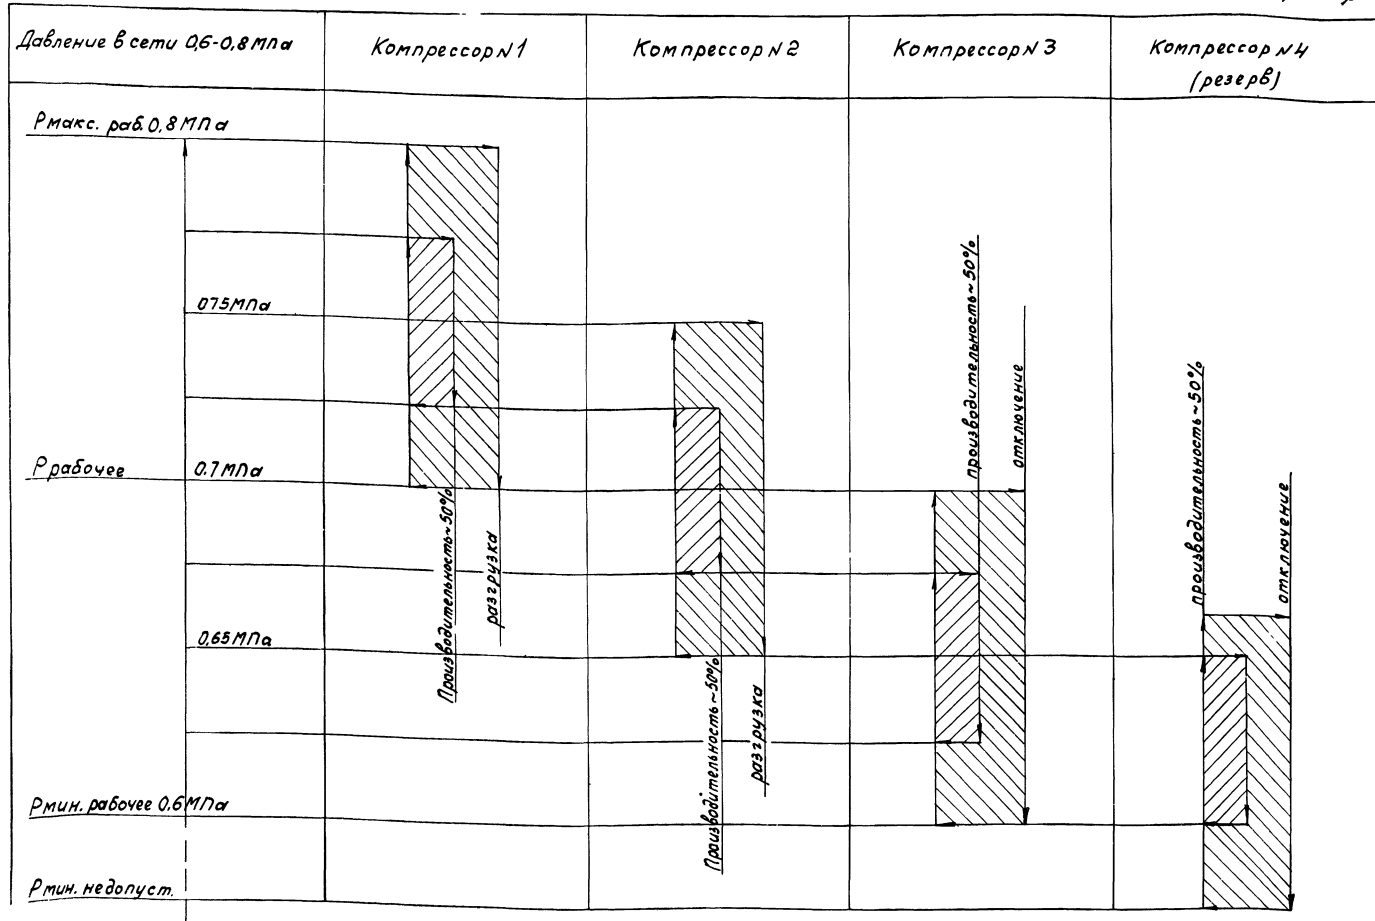 Давление в сети 0,6-0,8 МПа
Компрессор N 1
Компрессор N 2
Компрессор N 3
Компрессор N 4
(резерв)
Рмакс. раб. 0,8 МПа
075 МПа
Ррабочее
0.7 МПа
0,65 МПа
Рмин. рабочее 0.6 МПа
Рмин. недопуст.
Производительность ~ 50%
разгрузка
Производительность ~ 50%
разгрузка
производительность ~ 50%
отключение
производительность ~ 50%
отключение